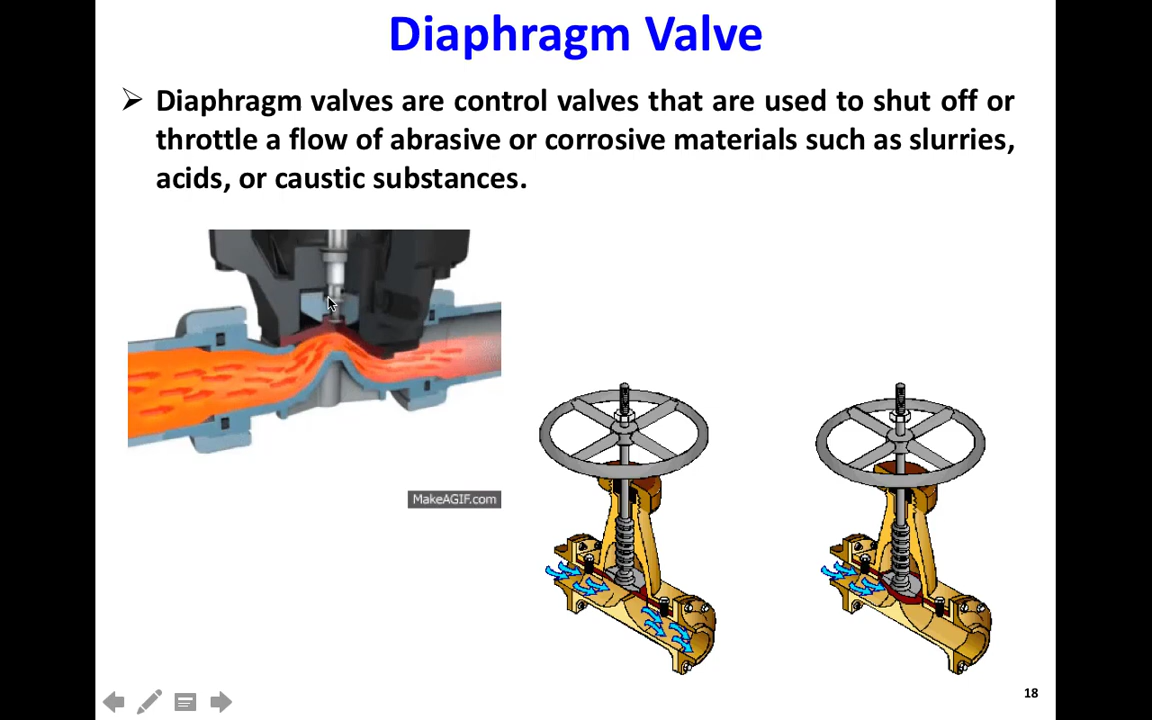 Diaphragm Valve
➢ Diaphragm valves are control valves that are used to shut off or
throttle a flow of abrasive or corrosive materials such as slurries,
acids, or caustic substances.
MakeAGIF.com
18